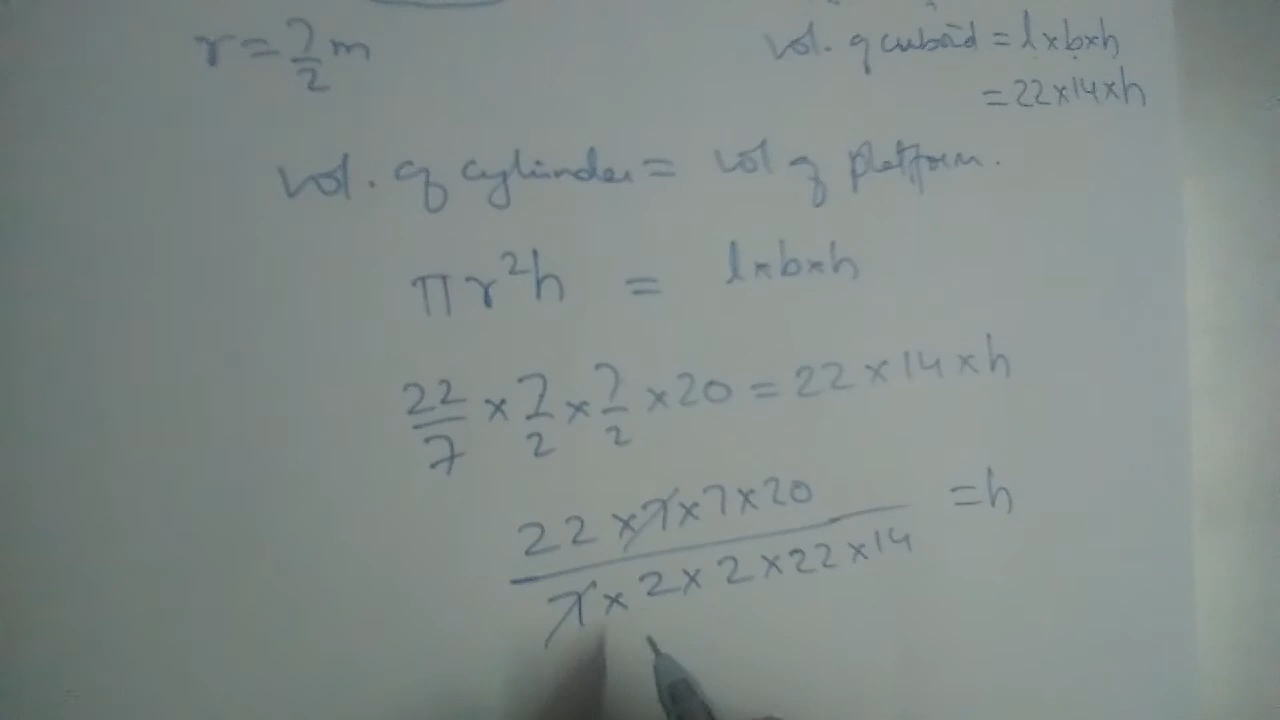 r = 7/2 m
vol. of cuboid = l×b×h
= 22×14×h
vol. of cylinder = vol of platform.
πr²h = l×b×h
22/7 × 7/2 × 7/2 × 20 = 22 × 14 × h
22 × 7 × 7 × 20 / 7 × 2 × 2 × 22 × 14 = h